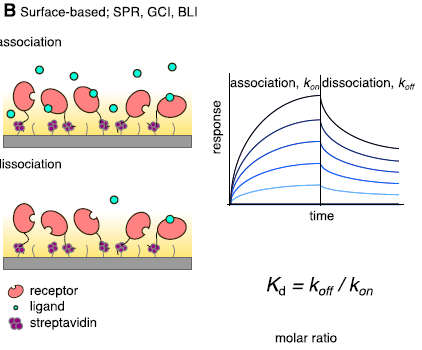 B Surface-based; SPR, GCI, BLI
association
association, kon
dissociation, koff
response
time
dissociation
Kd = koff / kon
receptor
ligand
streptavidin
molar ratio